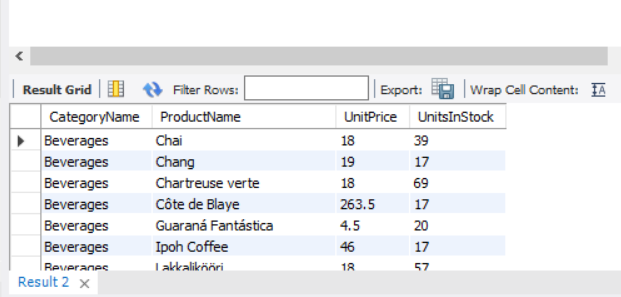 Result Grid Filter Rows: Export: Wrap Cell Content:
CategoryName ProductName UnitPrice UnitsInStock
Beverages Chai 18 39
Beverages Chang 19 17
Beverages Chartreuse verte 18 69
Beverages Côte de Blaye 263.5 17
Beverages Guaraná Fantástica 4.5 20
Beverages Ipoh Coffee 46 17
Beverages Lakkalikööri 18 57
Result 2